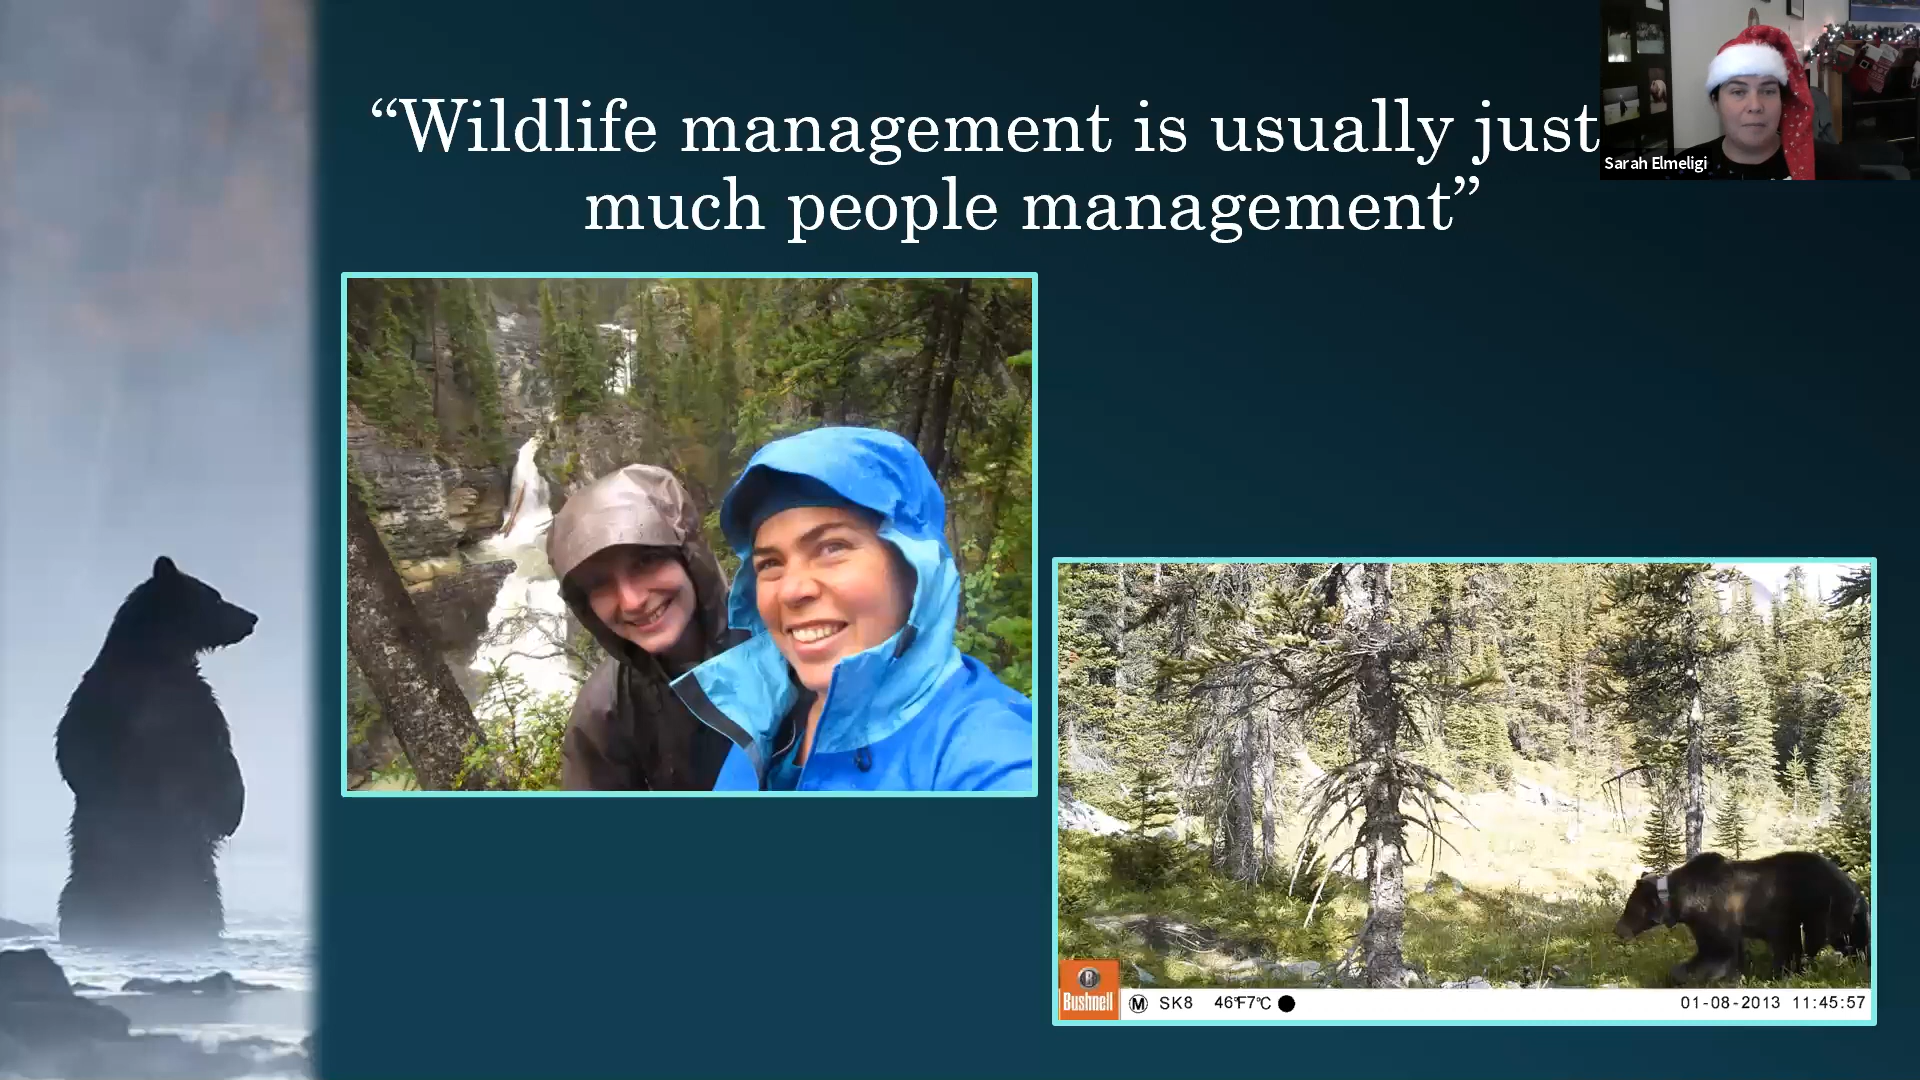 “Wildlife management is usually just
much people management”
Sarah Elmeligi
Bushnell M SK8 46°F7°C 01-08-2013 11:45:57